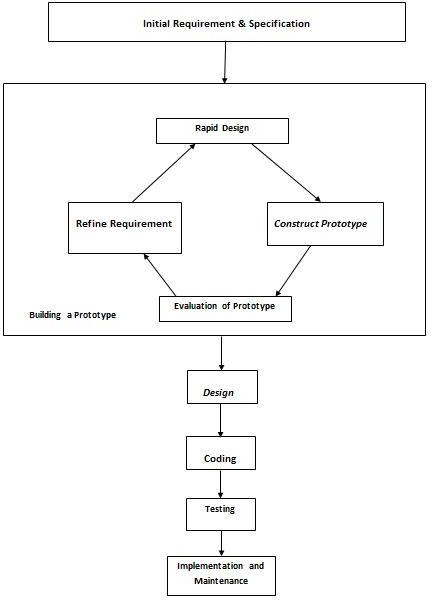 Initial Requirement & Specification
Rapid Design
Refine Requirement
Construct Prototype
Evaluation of Prototype
Building a Prototype
Design
Coding
Testing
Implementation and
Maintenance